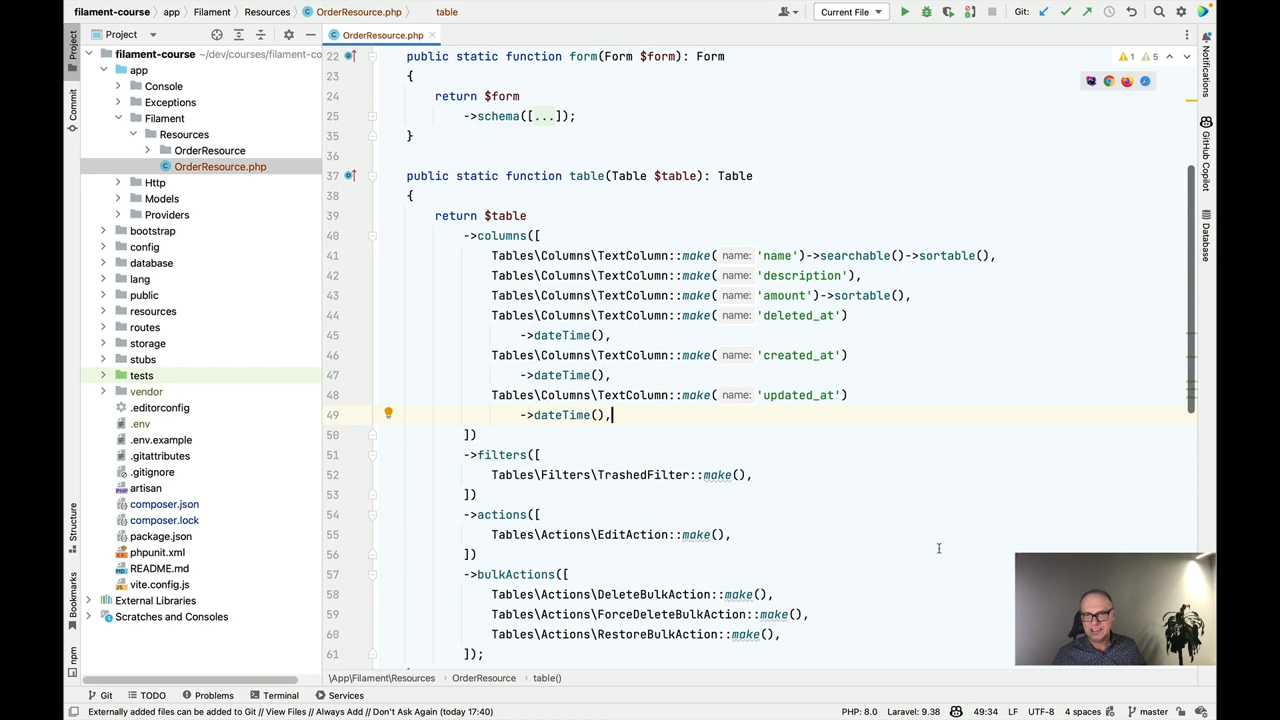 filament-course
app
Filament
Resources
OrderResource.php
table
Current File
Git:
Project
OrderResource.php
Project
Commit
Structure
Bookmarks
npm
Notifications
GitHub Copilot
Database
filament-course ~/dev/courses/filament-co
app
Console
Exceptions
Filament
Resources
OrderResource
OrderResource.php
Http
Models
Providers
bootstrap
config
database
lang
public
resources
routes
storage
stubs
tests
vendor
.editorconfig
.env
.env.example
.gitattributes
.gitignore
artisan
composer.json
composer.lock
package.json
phpunit.xml
README.md
vite.config.js
External Libraries
Scratches and Consoles
1 5
22 public static function form(Form $form): Form
23 {
24 return $form
25 ->schema([...]);
35 }
36
37 public static function table(Table $table): Table
38 {
39 return $table
40 ->columns([
41 Tables\Columns\TextColumn::make( name: 'name')->searchable()->sortable(),
42 Tables\Columns\TextColumn::make( name: 'description'),
43 Tables\Columns\TextColumn::make( name: 'amount')->sortable(),
44 Tables\Columns\TextColumn::make( name: 'deleted_at')
45 ->dateTime(),
46 Tables\Columns\TextColumn::make( name: 'created_at')
47 ->dateTime(),
48 Tables\Columns\TextColumn::make( name: 'updated_at')
49 ->dateTime(),
50 ])
51 ->filters([
52 Tables\Filters\TrashedFilter::make(),
53 ])
54 ->actions([
55 Tables\Actions\EditAction::make(),
56 ])
57 ->bulkActions([
58 Tables\Actions\DeleteBulkAction::make(),
59 Tables\Actions\ForceDeleteBulkAction::make(),
60 Tables\Actions\RestoreBulkAction::make(),
61 ]);
\App\Filament\Resources
OrderResource
table()
Git
TODO
Problems
Terminal
Services
Externally added files can be added to Git // View Files // Always Add // Don't Ask Again (today 17:40)
PHP: 8.0
Laravel: 9.38
49:34
LF
UTF-8
4 spaces
master